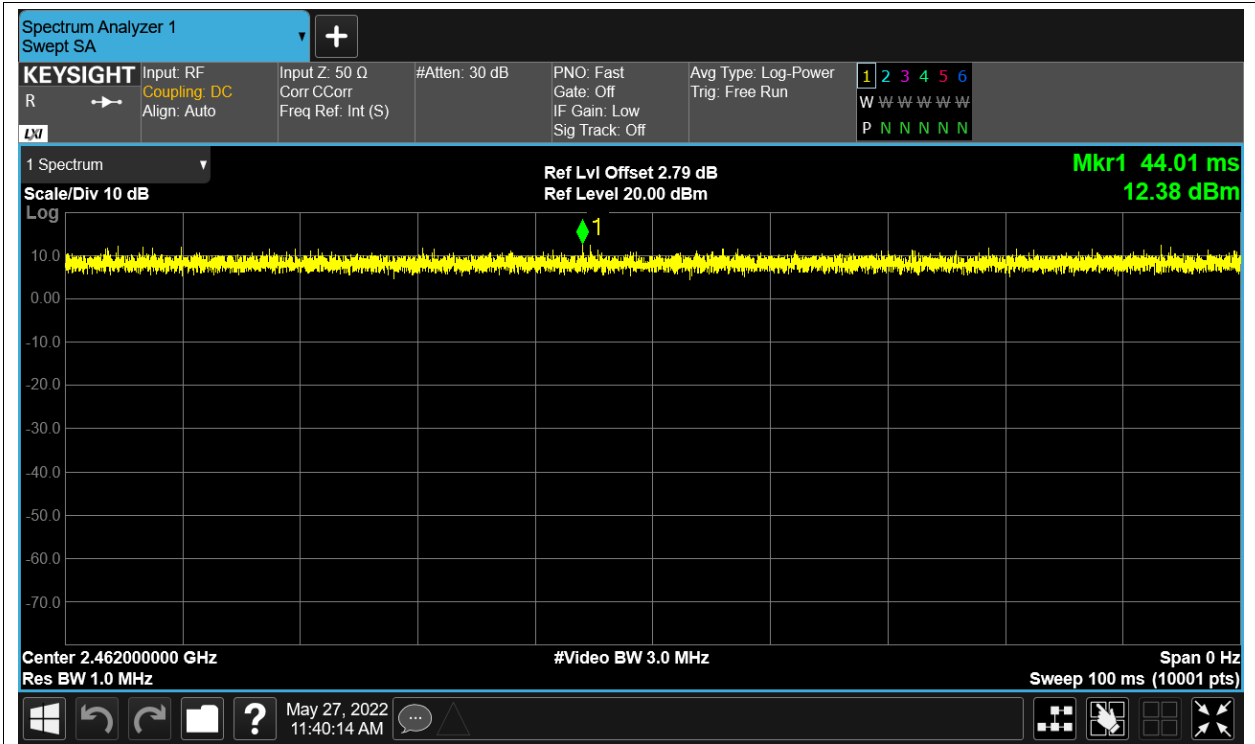 Spectrum Analyzer 1
Swept SA
+
KEYSIGHT
R
LXI
Input: RF
Coupling: DC
Align: Auto
Input Z: 50 Ω
Corr CCorr
Freq Ref: Int (S)
#Atten: 30 dB
PNO: Fast
Gate: Off
IF Gain: Low
Sig Track: Off
Avg Type: Log-Power
Trig: Free Run
1 2 3 4 5 6
W W W W W W
P N N N N N
1 Spectrum
Scale/Div 10 dB
Log
Ref Lvl Offset 2.79 dB
Ref Level 20.00 dBm
Mkr1 44.01 ms
12.38 dBm
1
10.0
0.00
-10.0
-20.0
-30.0
-40.0
-50.0
-60.0
-70.0
Center 2.462000000 GHz
Res BW 1.0 MHz
#Video BW 3.0 MHz
Span 0 Hz
Sweep 100 ms (10001 pts)
?
May 27, 2022
11:40:14 AM